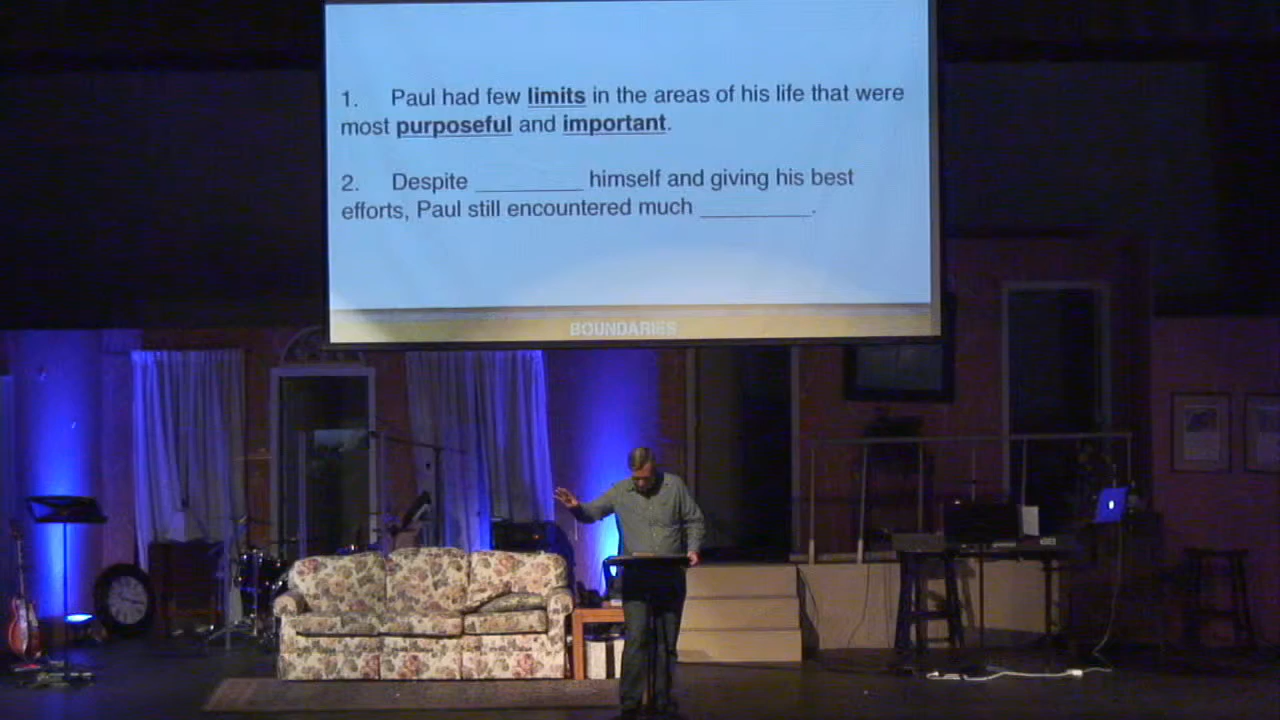 1. Paul had few limits in the areas of his life that were
most purposeful and important.
2. Despite _________ himself and giving his best
efforts, Paul still encountered much _________.
BOUNDARIES